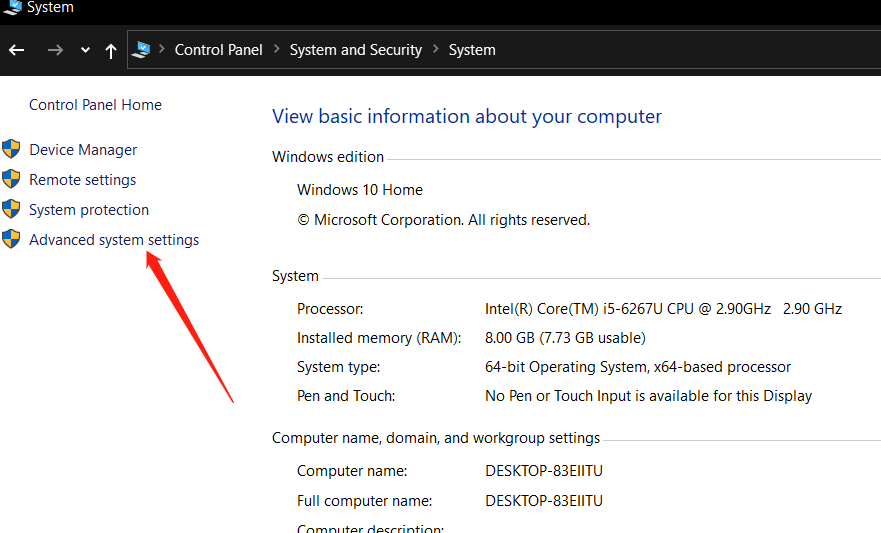 System
Control Panel > System and Security > System
Control Panel Home
Device Manager
Remote settings
System protection
Advanced system settings
View basic information about your computer
Windows edition
Windows 10 Home
© Microsoft Corporation. All rights reserved.
System
Processor: Intel(R) Core(TM) i5-6267U CPU @ 2.90GHz 2.90 GHz
Installed memory (RAM): 8.00 GB (7.73 GB usable)
System type: 64-bit Operating System, x64-based processor
Pen and Touch: No Pen or Touch Input is available for this Display
Computer name, domain, and workgroup settings
Computer name: DESKTOP-83EIITU
Full computer name: DESKTOP-83EIITU
Computer description: